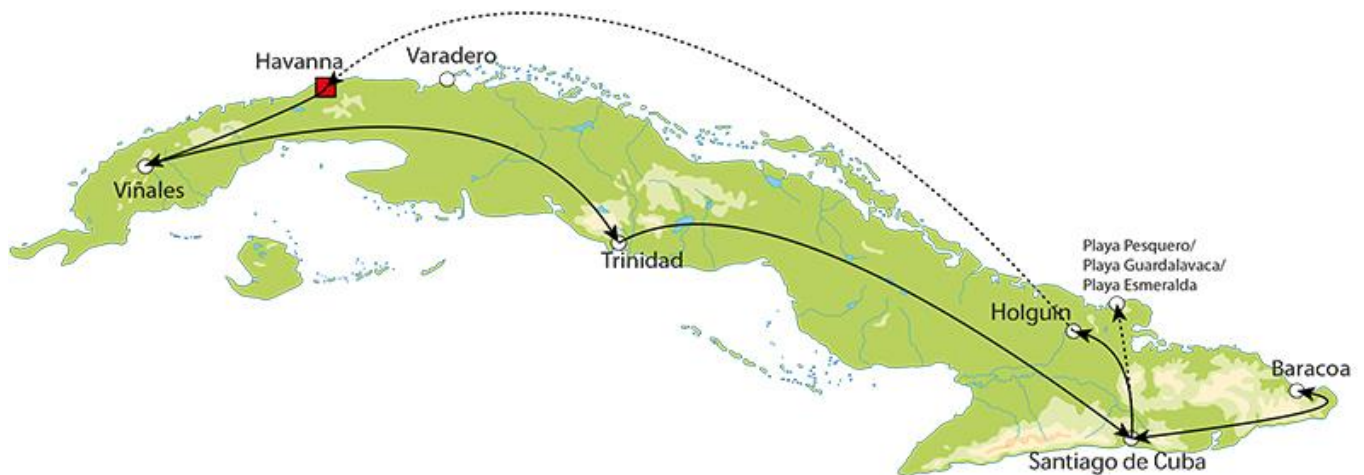 Varadero
Havanna
Viñales
Trinidad
Playa Pesquero/
Playa Guardalavaca/
Playa Esmeralda
Holguin
Baracoa
Santiago de Cuba